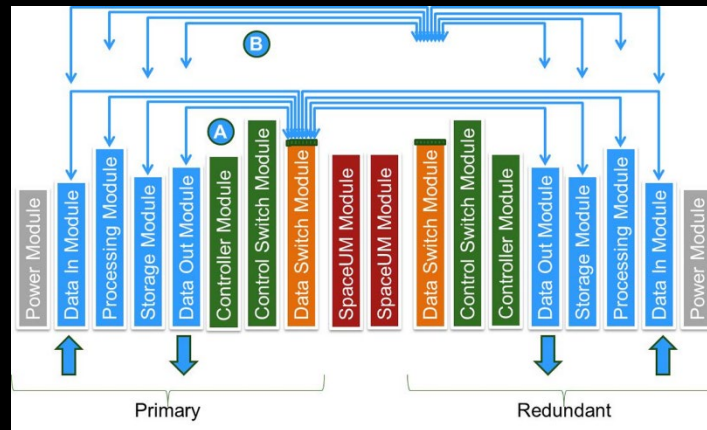 B
A
Power Module
Data In Module
Processing Module
Storage Module
Data Out Module
Controller Module
Control Switch Module
Data Switch Module
SpaceUM Module
SpaceUM Module
Data Switch Module
Control Switch Module
Controller Module
Data Out Module
Storage Module
Processing Module
Data In Module
Power Module
Primary
Redundant